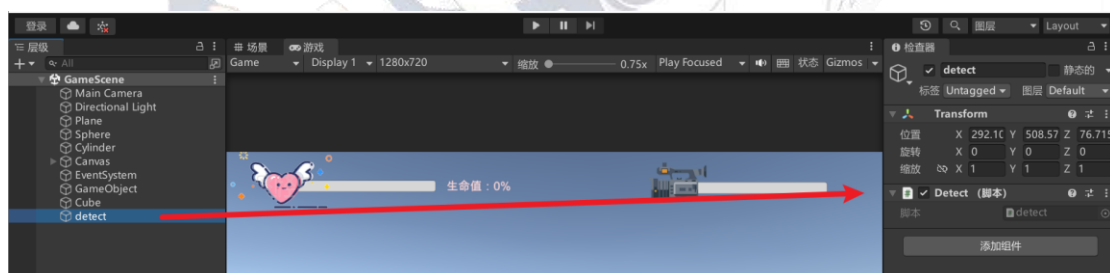 登录 图层 Layout
层级 场景 游戏 检查器
All Game Display 1 1280x720 缩放 0.75x Play Focused 状态 Gizmos
GameScene
Main Camera
Directional Light
Plane
Sphere
Cylinder
Canvas
EventSystem
GameObject
Cube
detect
生命值：0%
detect 静态的
标签 Untagged 图层 Default
Transform
位置 X 292.10 Y 508.57 Z 76.715
旋转 X 0 Y 0 Z 0
缩放 X 1 Y 1 Z 1
# Detect （脚本）
脚本 detect
添加组件